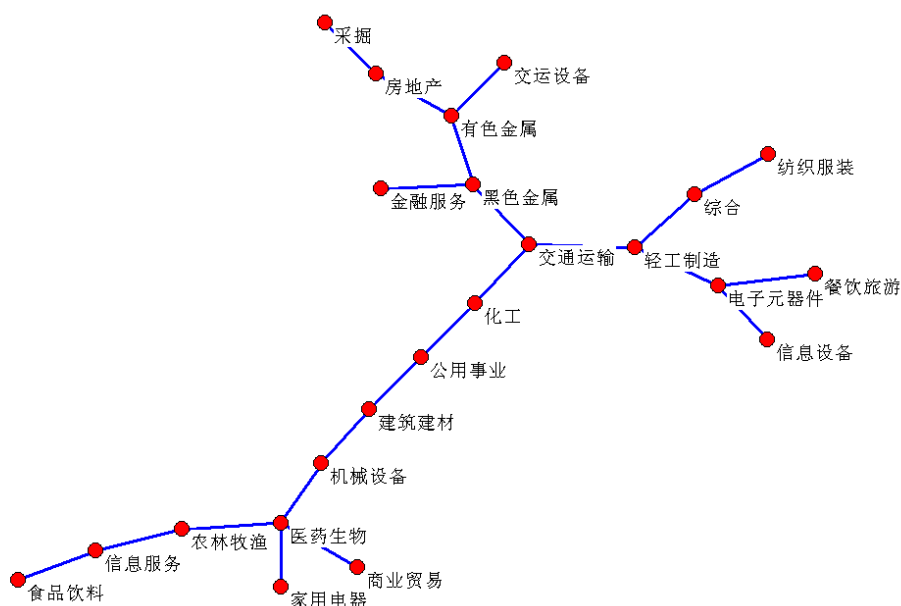 采掘
房地产
交运设备
有色金属
纺织服装
金融服务
黑色金属
综合
交通运输
轻工制造
餐饮旅游
电子元器件
化工
信息设备
公用事业
建筑建材
机械设备
医药生物
农林牧渔
信息服务
商业贸易
食品饮料
家用电器